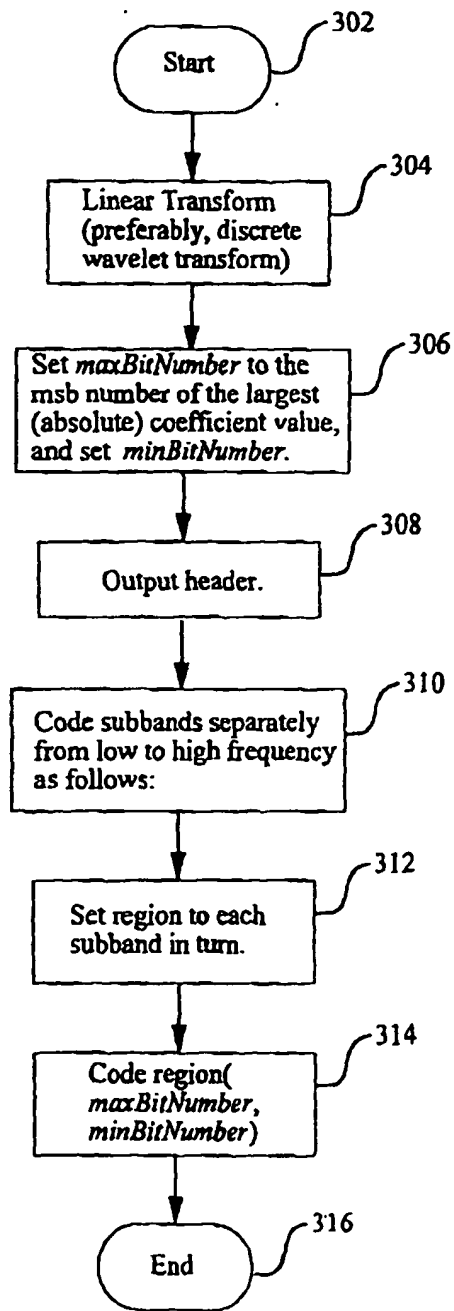 302
Start
304
Linear Transform
(preferably, discrete
wavelet transform)
306
Set maxBitNumber to the
msb number of the largest
(absolute) coefficient value,
and set minBitNumber.
308
Output header.
310
Code subbands separately
from low to high frequency
as follows:
312
Set region to each
subband in turn.
314
Code region(
maxBitNumber,
minBitNumber)
End
316